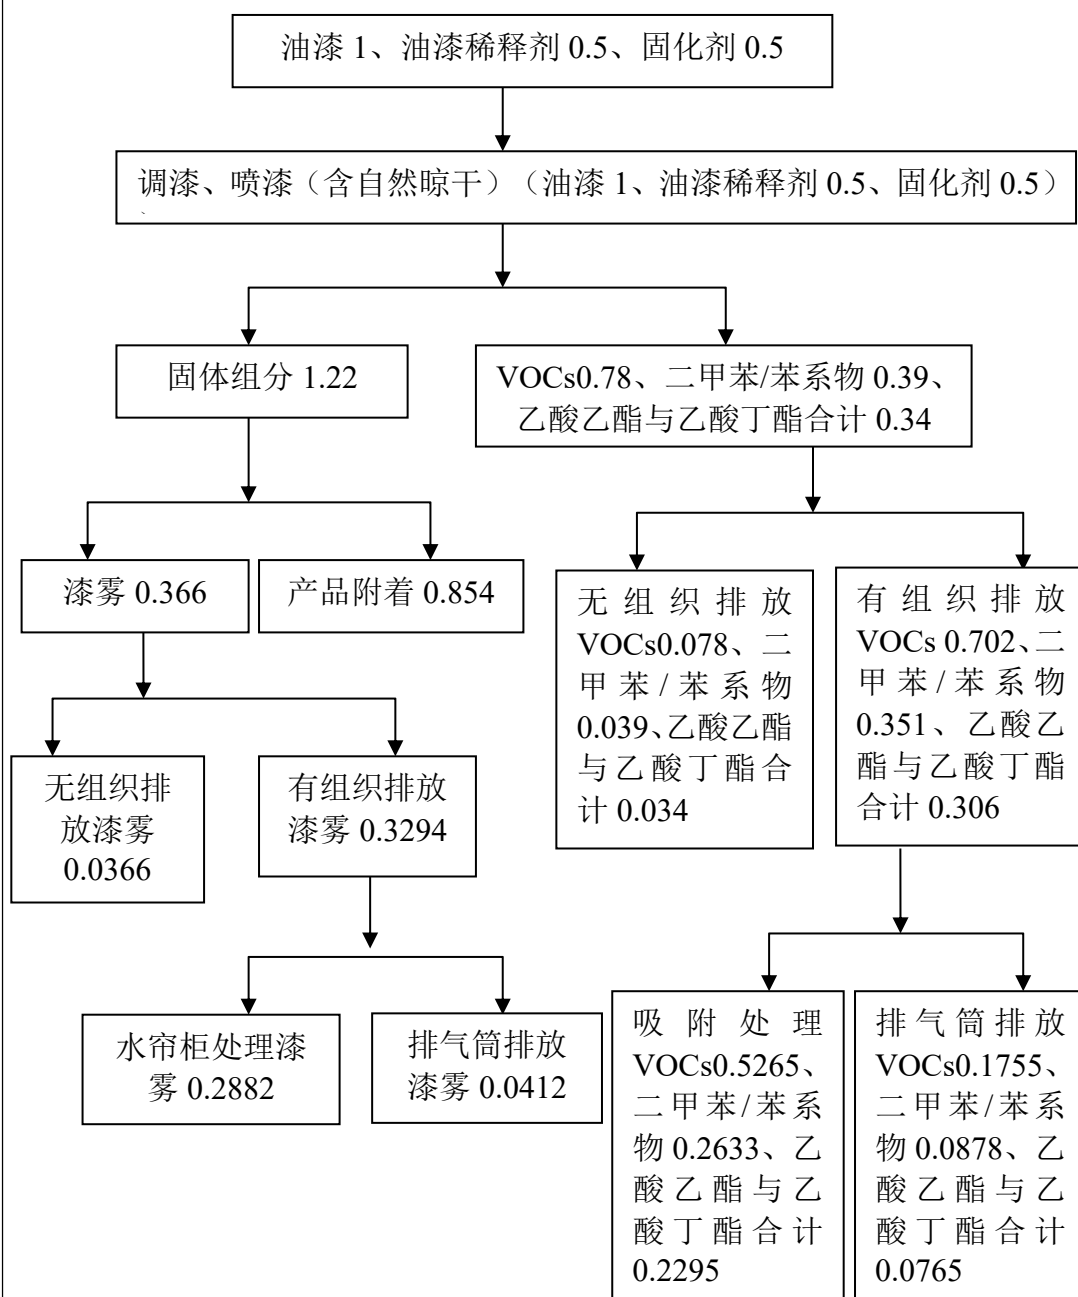 油漆 1、油漆稀释剂 0.5、固化剂 0.5
调漆、喷漆（含自然晾干）（油漆 1、油漆稀释剂 0.5、固化剂 0.5）
固体组分 1.22
VOCs0.78、二甲苯/苯系物 0.39、
乙酸乙酯与乙酸丁酯合计 0.34
漆雾 0.366
产品附着 0.854
无组织排放
VOCs0.078、二
甲苯/苯系物
0.039、乙酸乙酯
与乙酸丁酯合
计 0.034
有组织排放
VOCs 0.702、二
甲苯/苯系物
0.351、乙酸乙
酯与乙酸丁酯
合计 0.306
无组织排
放漆雾
0.0366
有组织排放
漆雾 0.3294
水帘柜处理漆
雾 0.2882
排气筒排放
漆雾 0.0412
吸附处理
VOCs0.5265、
二甲苯/苯系
物 0.2633、乙
酸乙酯与乙
酸丁酯合计
0.2295
排气筒排放
VOCs0.1755、
二甲苯/苯系
物 0.0878、乙
酸乙酯与乙
酸丁酯合计
0.0765